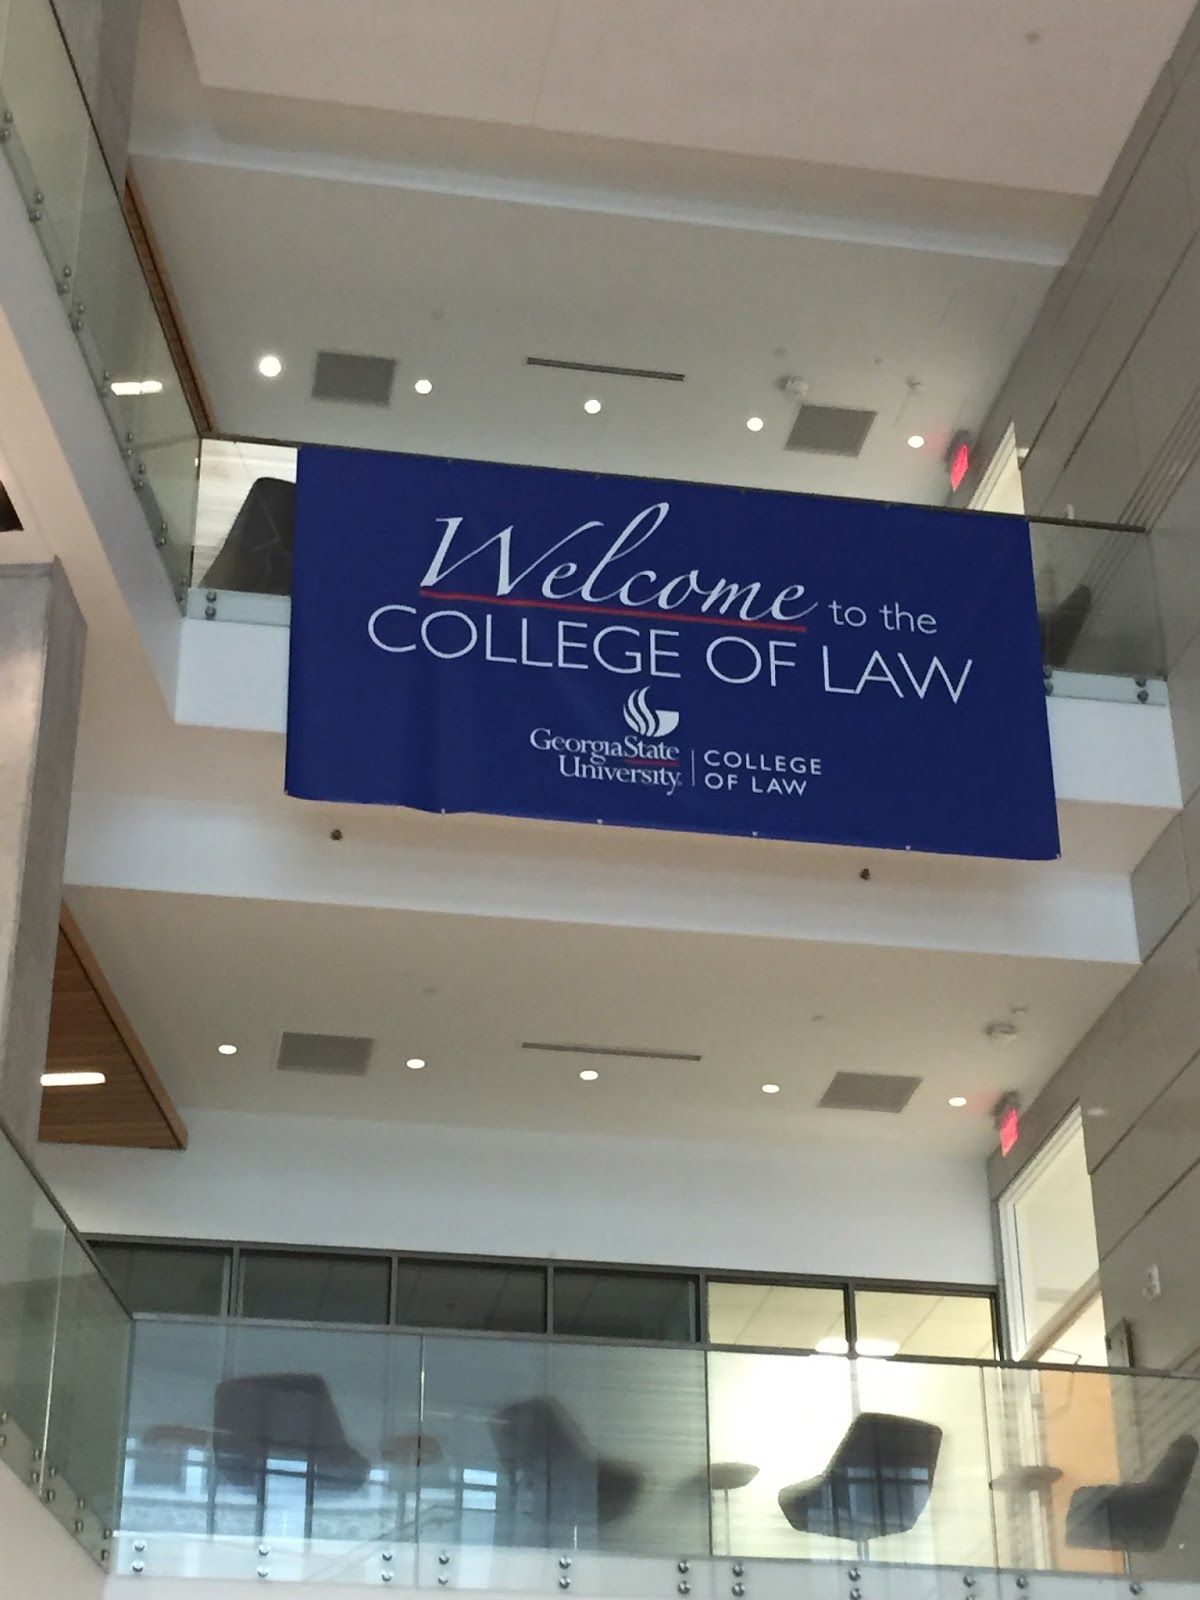 Welcome to the
COLLEGE OF LAW
GeorgiaState
University
COLLEGE
OF LAW